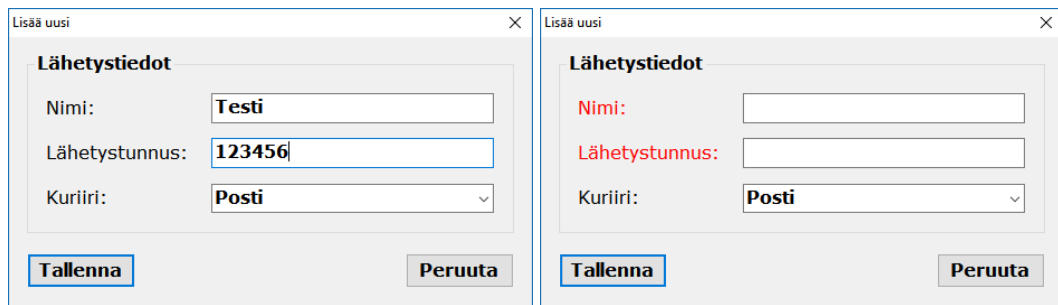 Lisää uusi
Lähetystiedot
Nimi: Testi
Lähetystunnus: 123456
Kuriiri: Posti
Tallenna Peruuta
Lisää uusi
Lähetystiedot
Nimi:
Lähetystunnus:
Kuriiri: Posti
Tallenna Peruuta